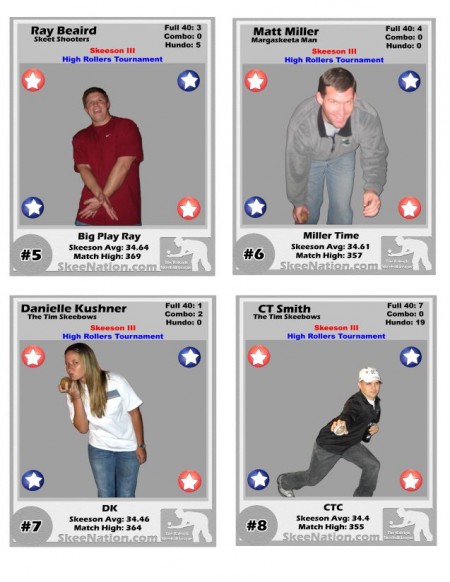 Ray Beaird
Skeet Shooters
Full 40: 3
Combo: 0
Hundo: 5
Skeeson III
High Rollers Tournament
Big Play Ray
#5
Skeeson Avg: 34.64
Match High: 369
SkeeNation.com
Matt Miller
Margaskeeta Man
Full 40: 4
Combo: 0
Hundo: 0
Skeeson III
High Rollers Tournament
Miller Time
#6
Skeeson Avg: 34.61
Match High: 357
SkeeNation.com
Danielle Kushner
The Tim Skeebows
Full 40: 1
Combo: 2
Hundo: 0
Skeeson III
High Rollers Tournament
DK
#7
Skeeson Avg: 34.46
Match High: 364
SkeeNation.com
CT Smith
The Tim Skeebows
Full 40: 7
Combo: 0
Hundo: 19
Skeeson III
High Rollers Tournament
CTC
#8
Skeeson Avg: 34.4
Match High: 355
SkeeNation.com